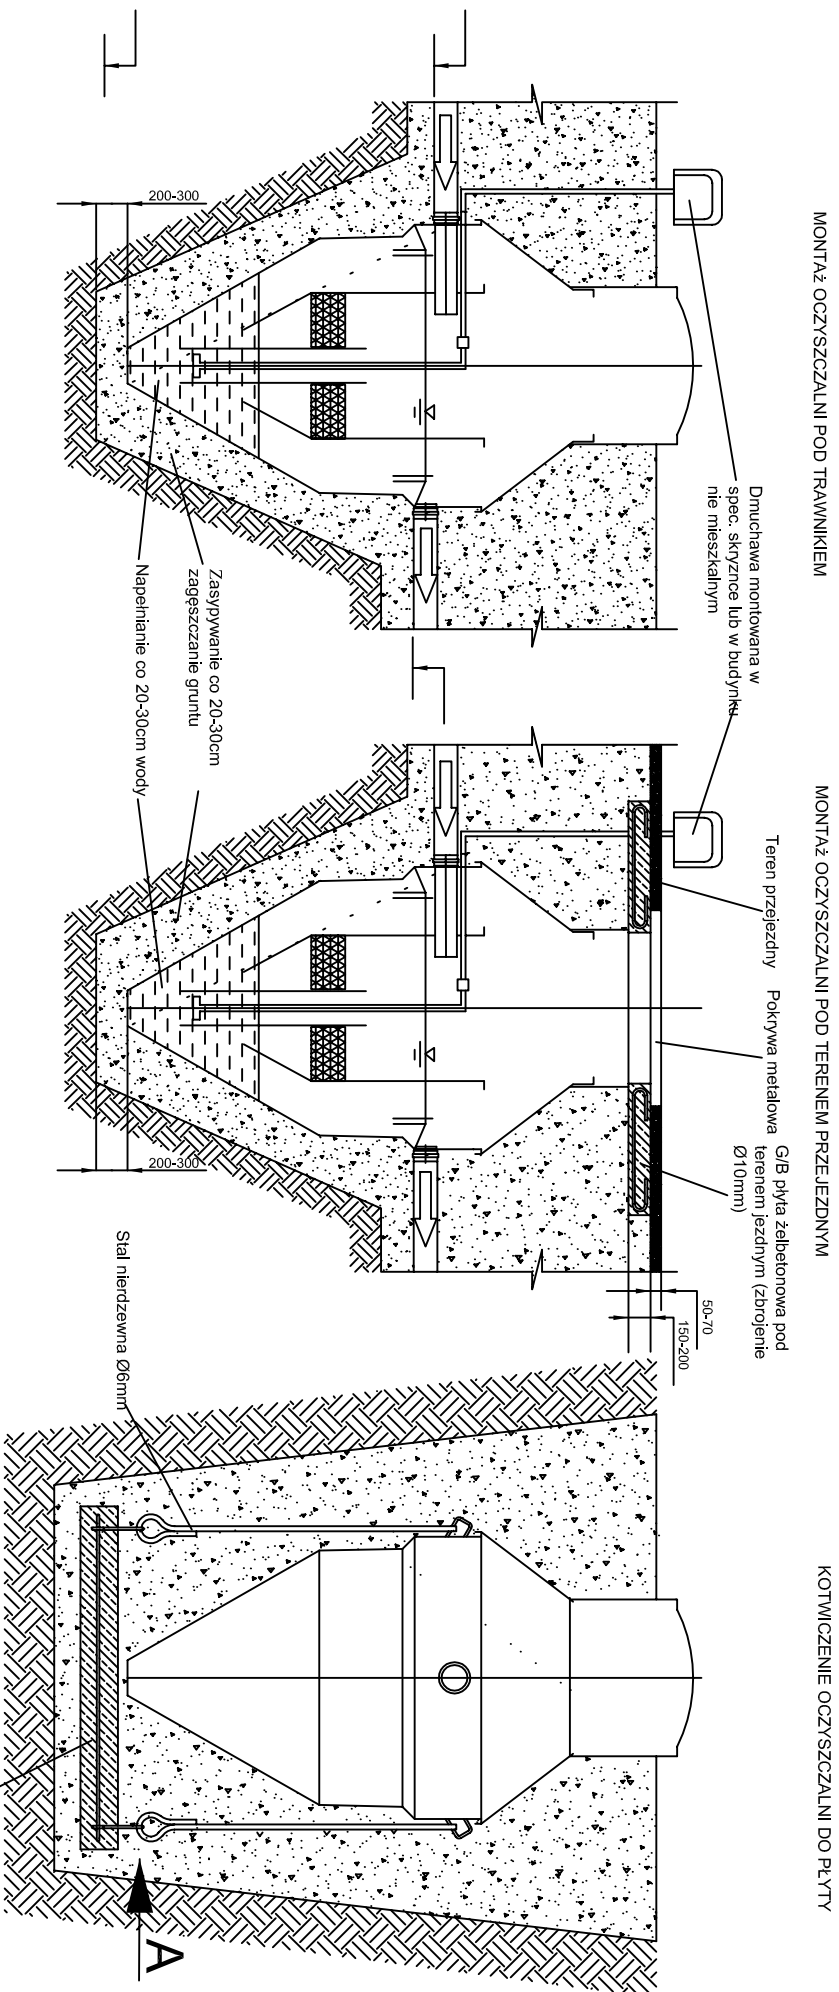 MONTAż OCZYSZCZALNI POD TRAWNIKIEM
Dmuchawa montowana w
spec. skryznce lub w budynku
nie mieszkalnym
200-300
Zasypywanie co 20-30cm
zagęszczanie gruntu
Napełnianie co 20-30cm wody
MONTAż OCZYSZCZALNI POD TERENEM PRZEJEZDNYM
Teren przejezdny
Pokrywa metalowa
G/B płyta żelbetonowa pod
terenem jezdnym (zbrojenie
Ø10mm)
50-70
150-200
200-300
KOTWICZENIE OCZYSZCZALNI DO PŁYTY
Stal nierdzewna Ø6mm
A